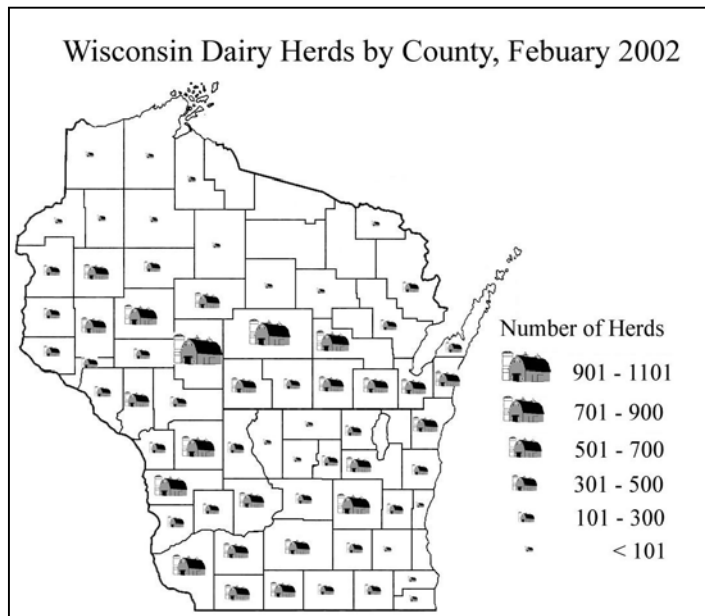 Wisconsin Dairy Herds by County, Febuary 2002
Number of Herds
901 - 1101
701 - 900
501 - 700
301 - 500
101 - 300
< 101